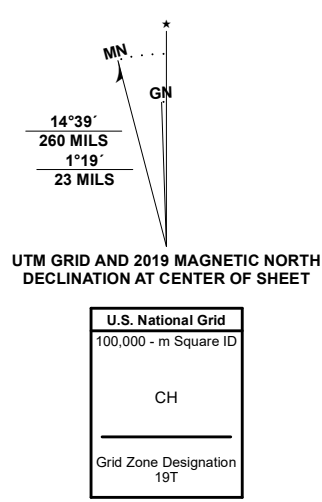 ★
MN
GN
14°39´
260 MILS
1°19´
23 MILS
UTM GRID AND 2019 MAGNETIC NORTH
DECLINATION AT CENTER OF SHEET
U.S. National Grid
100,000 - m Square ID
CH
Grid Zone Designation
19T